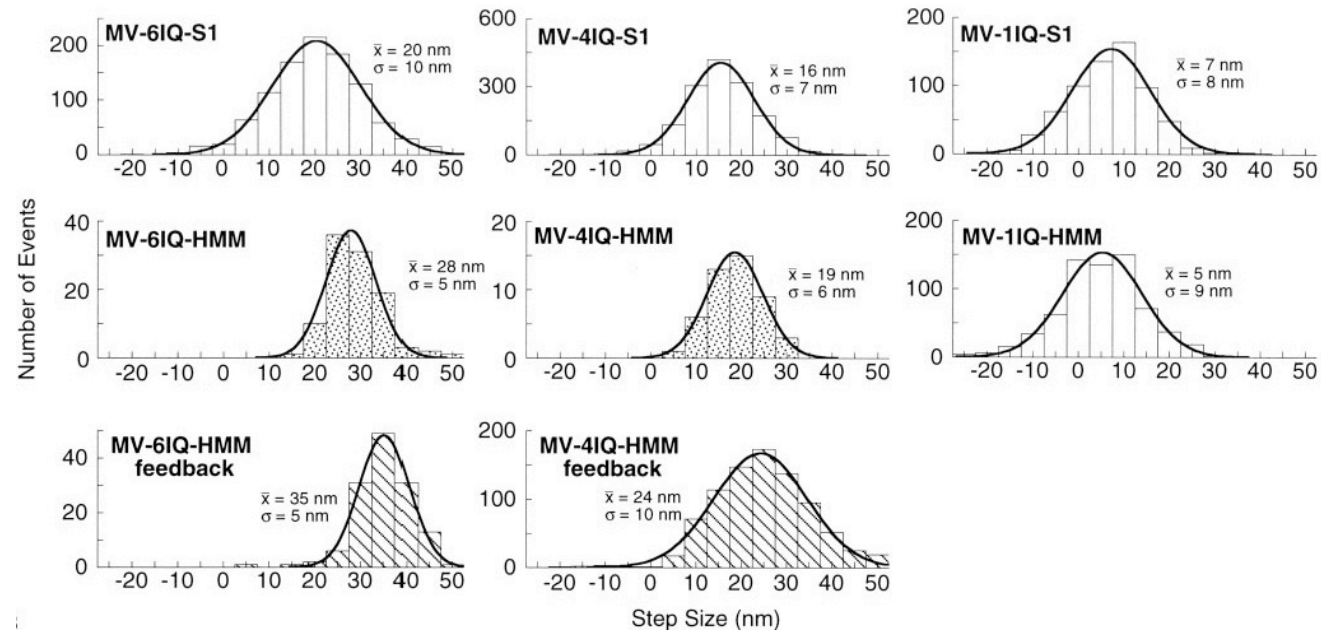 Number of Events
MV-6IQ-S1
x̄ = 20 nm
σ = 10 nm
200
100
0
-20 -10 0 10 20 30 40 50
MV-4IQ-S1
x̄ = 16 nm
σ = 7 nm
600
300
0
-20 -10 0 10 20 30 40 50
MV-1IQ-S1
x̄ = 7 nm
σ = 8 nm
200
100
0
-20 -10 0 10 20 30 40 50
MV-6IQ-HMM
x̄ = 28 nm
σ = 5 nm
40
20
0
-20 -10 0 10 20 30 40 50
MV-4IQ-HMM
x̄ = 19 nm
σ = 6 nm
20
10
0
-20 -10 0 10 20 30 40 50
MV-1IQ-HMM
x̄ = 5 nm
σ = 9 nm
200
100
0
-20 -10 0 10 20 30 40 50
MV-6IQ-HMM
feedback
x̄ = 35 nm
σ = 5 nm
40
20
0
-20 -10 0 10 20 30 40 50
MV-4IQ-HMM
feedback
x̄ = 24 nm
σ = 10 nm
200
100
0
-20 -10 0 10 20 30 40 50
Step Size (nm)